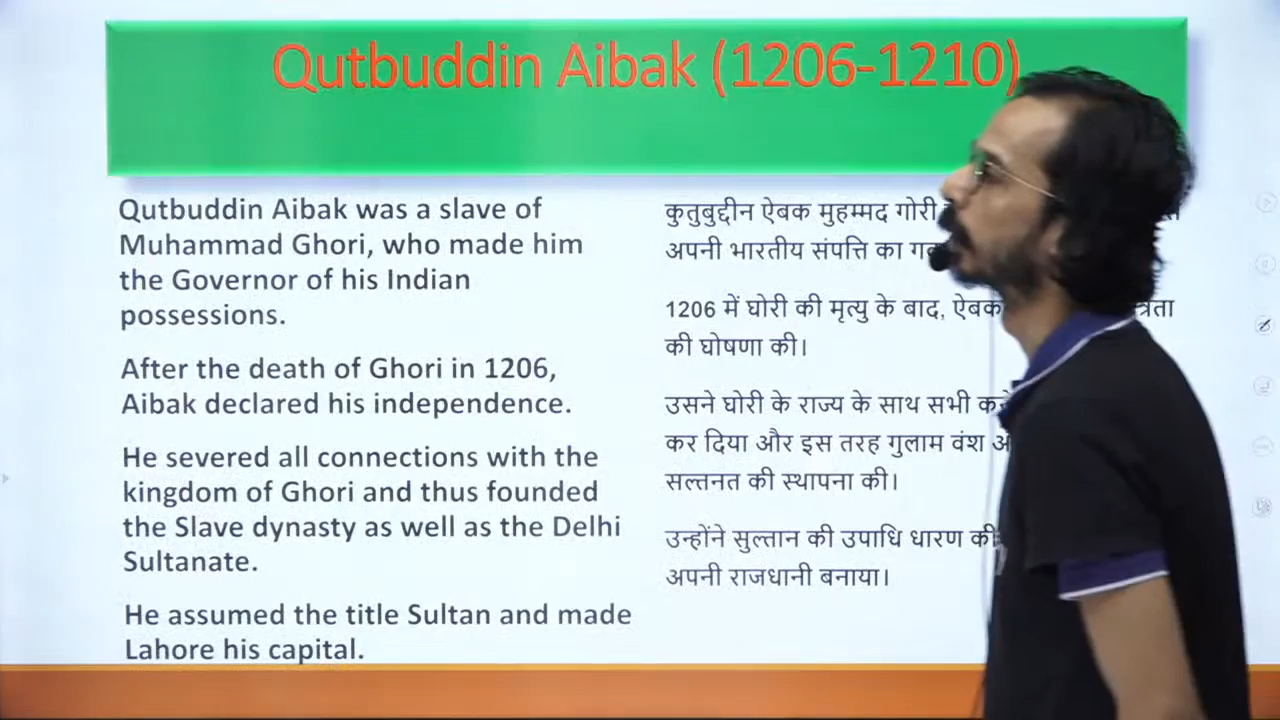 Qutbuddin Aibak (1206-1210)
Qutbuddin Aibak was a slave of
Muhammad Ghori, who made him
the Governor of his Indian
possessions.
After the death of Ghori in 1206,
Aibak declared his independence.
He severed all connections with the
kingdom of Ghori and thus founded
the Slave dynasty as well as the Delhi
Sultanate.
He assumed the title Sultan and made
Lahore his capital.
कुतुबुद्दीन ऐबक मुहम्मद गोरी
अपनी भारतीय संपत्ति का
1206 में घोरी की मृत्यु के बाद, ऐबक
की घोषणा की।
उसने घोरी के राज्य के साथ सभी
कर दिया और इस तरह गुलाम वंश
सल्तनत की स्थापना की।
उन्होंने सुल्तान की उपाधि धारण की
अपनी राजधानी बनाया।